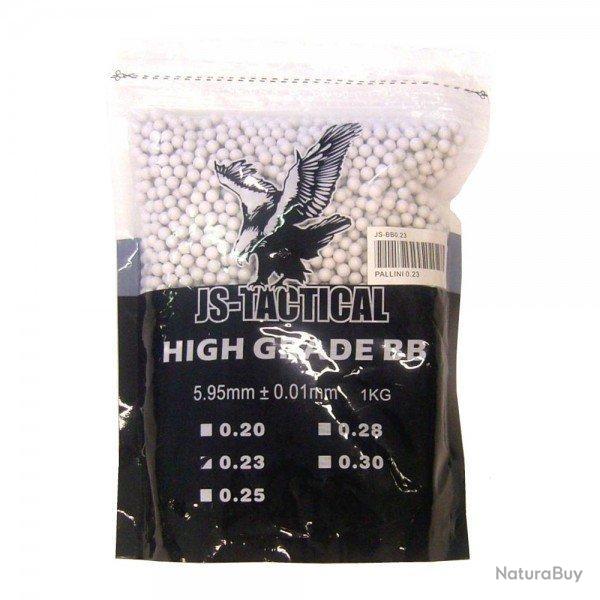 JS-BB0.23
PALLINI 0.23
JS-TACTICAL
HIGH GRADE BB
5.95mm ± 0.01mm 1KG
0.20 0.28
0.23 0.30
0.25
NaturaBuy